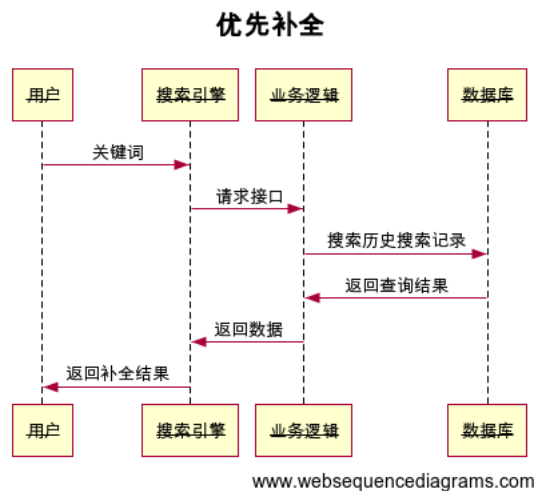 优先补全
用户 搜索引擎 业务逻辑 数据库
关键词
请求接口
搜索历史搜索记录
返回查询结果
返回数据
返回补全结果
用户 搜索引擎 业务逻辑 数据库
www.websequencediagrams.com